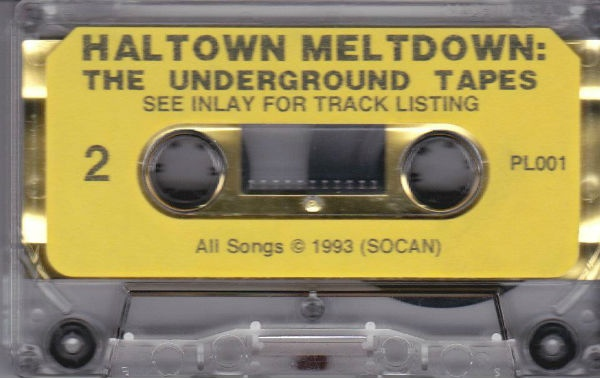 HALTOWN MELTDOWN:
THE UNDERGROUND TAPES
SEE INLAY FOR TRACK LISTING
2
PL001
All Songs © 1993 (SOCAN)